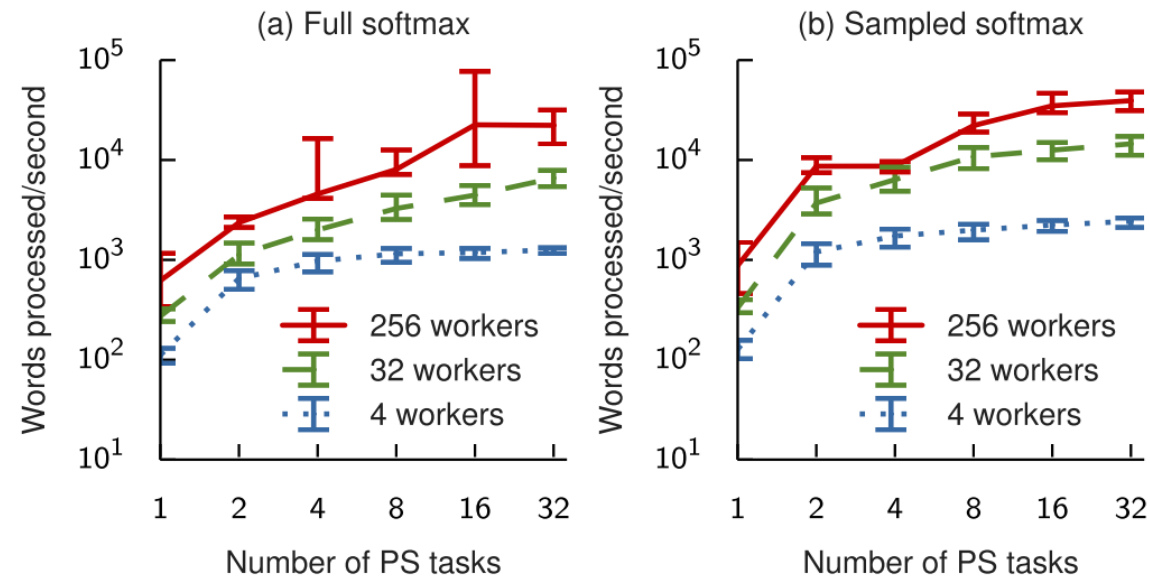 (a) Full softmax
Words processed/second
10^5
10^4
10^3
10^2
10^1
256 workers
32 workers
4 workers
1 2 4 8 16 32
Number of PS tasks
(b) Sampled softmax
Words processed/second
10^5
10^4
10^3
10^2
10^1
256 workers
32 workers
4 workers
1 2 4 8 16 32
Number of PS tasks